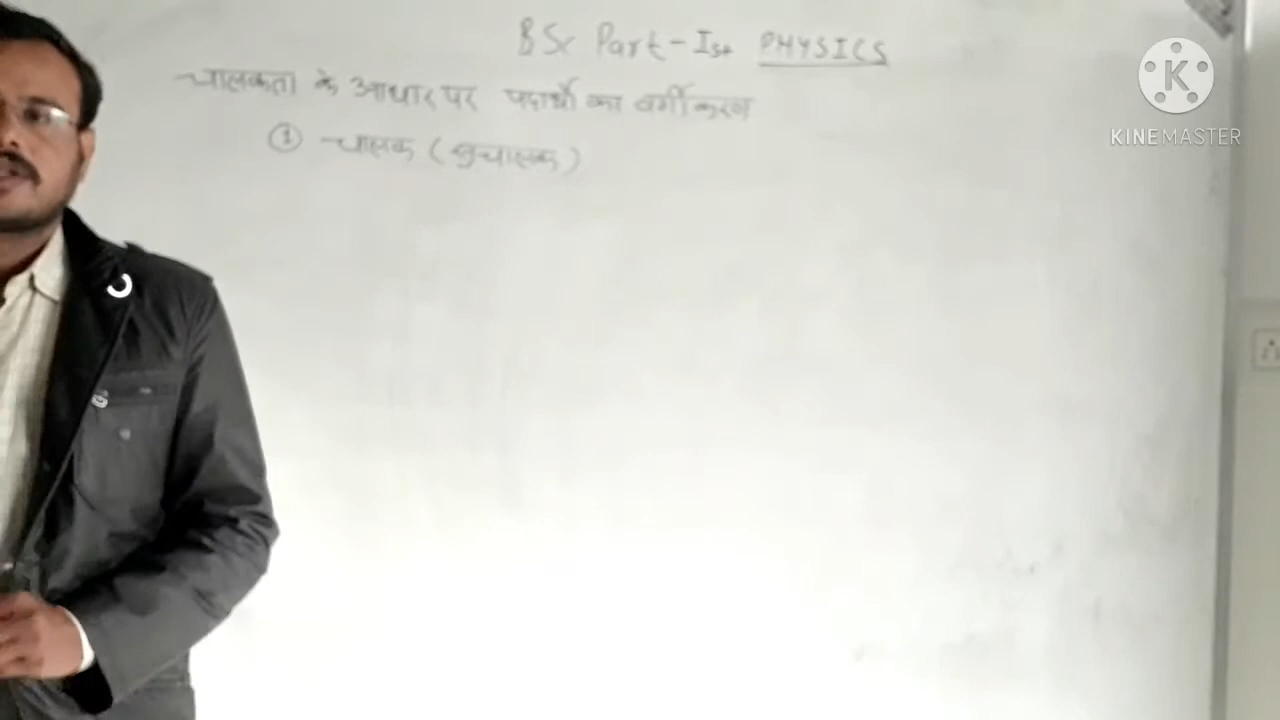 BSc Part-Ist PHYSICS
चालकता के आधार पर पदार्थो का वर्गीकरण
① चालक (सुचालक)
KINEMASTER